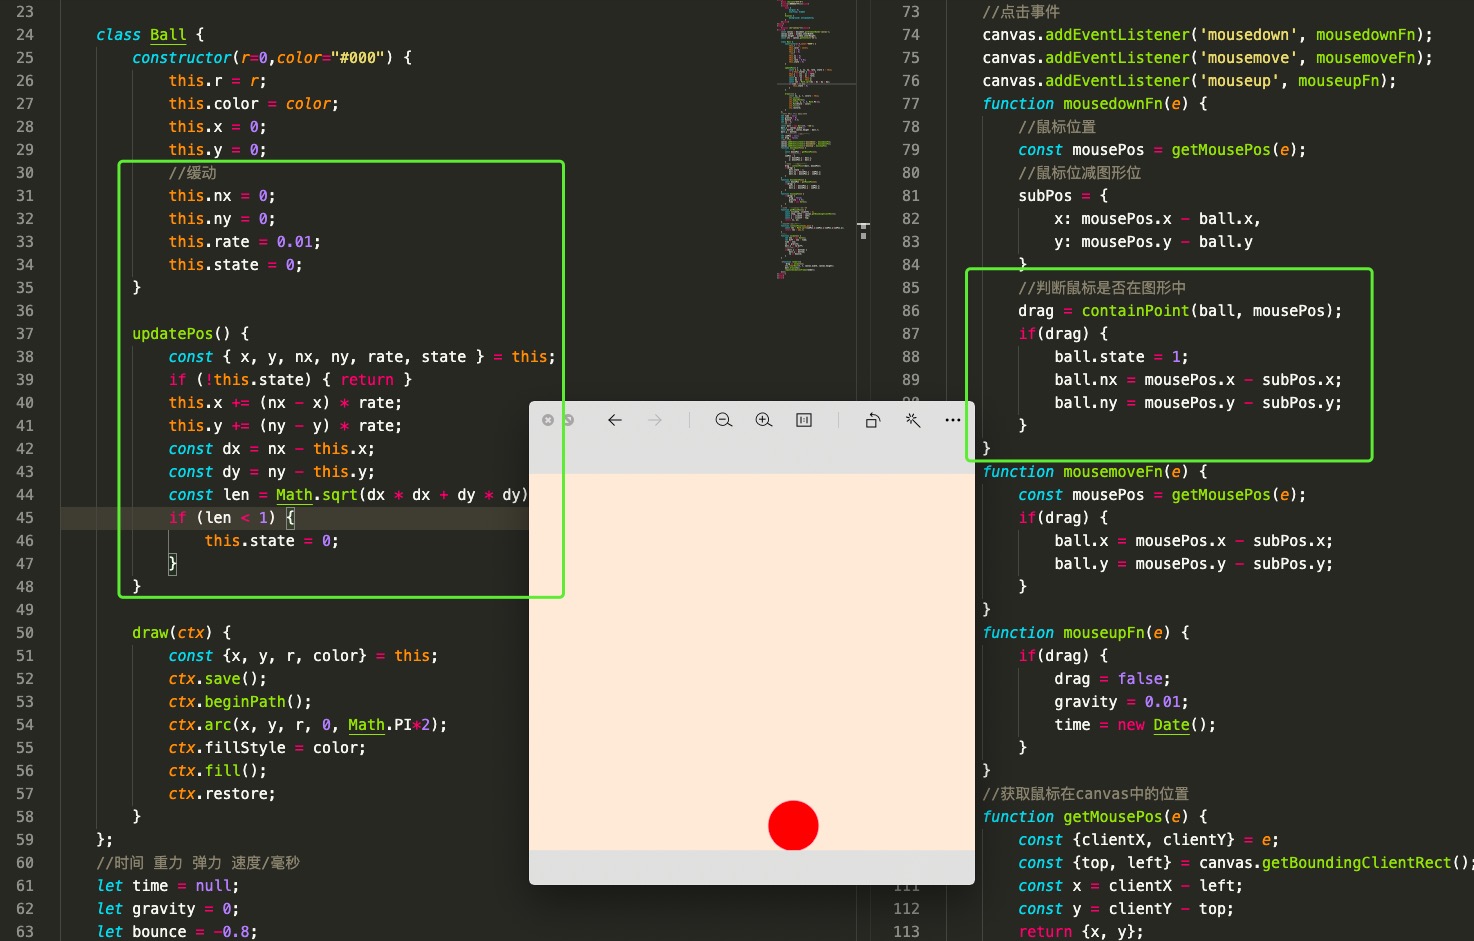 23
24 class Ball {
25 constructor(r=0,color="#000") {
26 this.r = r;
27 this.color = color;
28 this.x = 0;
29 this.y = 0;
30 //缓动
31 this.nx = 0;
32 this.ny = 0;
33 this.rate = 0.01;
34 this.state = 0;
35 }
36
37 updatePos() {
38 const { x, y, nx, ny, rate, state } = this;
39 if (!this.state) { return }
40 this.x += (nx - x) * rate;
41 this.y += (ny - y) * rate;
42 const dx = nx - this.x;
43 const dy = ny - this.y;
44 const len = Math.sqrt(dx * dx + dy * dy)
45 if (len < 1) {
46 this.state = 0;
47 }
48 }
49
50 draw(ctx) {
51 const {x, y, r, color} = this;
52 ctx.save();
53 ctx.beginPath();
54 ctx.arc(x, y, r, 0, Math.PI*2);
55 ctx.fillStyle = color;
56 ctx.fill();
57 ctx.restore;
58 }
59 };
60 //时间 重力 弹力 速度/毫秒
61 let time = null;
62 let gravity = 0;
63 let bounce = -0.8;
73 //点击事件
74 canvas.addEventListener('mousedown', mousedownFn);
75 canvas.addEventListener('mousemove', mousemoveFn);
76 canvas.addEventListener('mouseup', mouseupFn);
77 function mousedownFn(e) {
78 //鼠标位置
79 const mousePos = getMousePos(e);
80 //鼠标位减图形位
81 subPos = {
82 x: mousePos.x - ball.x,
83 y: mousePos.y - ball.y
84 }
85 //判断鼠标是否在图形中
86 drag = containPoint(ball, mousePos);
87 if(drag) {
88 ball.state = 1;
89 ball.nx = mousePos.x - subPos.x;
ball.ny = mousePos.y - subPos.y;
}
}
function mousemoveFn(e) {
const mousePos = getMousePos(e);
if(drag) {
ball.x = mousePos.x - subPos.x;
ball.y = mousePos.y - subPos.y;
}
}
function mouseupFn(e) {
if(drag) {
drag = false;
gravity = 0.01;
time = new Date();
}
}
//获取鼠标在canvas中的位置
function getMousePos(e) {
const {clientX, clientY} = e;
const {top, left} = canvas.getBoundingClientRect();
111 const x = clientX - left;
112 const y = clientY - top;
113 return {x, y};